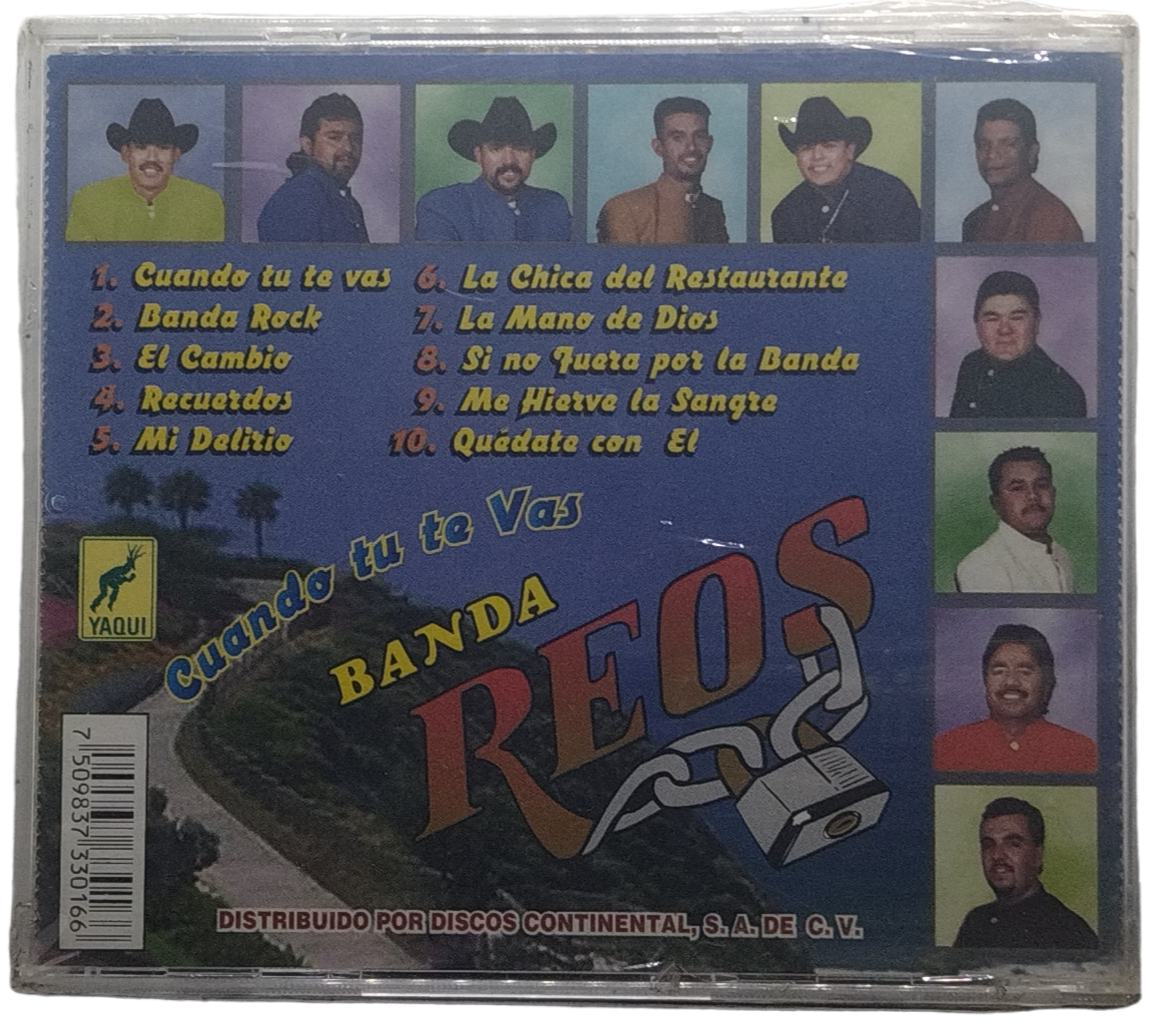 1. Cuando tu te vas
2. Banda Rock
3. El Cambio
4. Recuerdos
5. Mi Delirio
6. La Chica del Restaurante
7. La Mano de Dios
8. Si no Fuera por la Banda
9. Me Hierve la Sangre
10. Quédate con El
Cuando tu te Vas
BANDA
REOS
YAQUI
7 509837 330166
DISTRIBUIDO POR DISCOS CONTINENTAL, S. A. DE C. V.